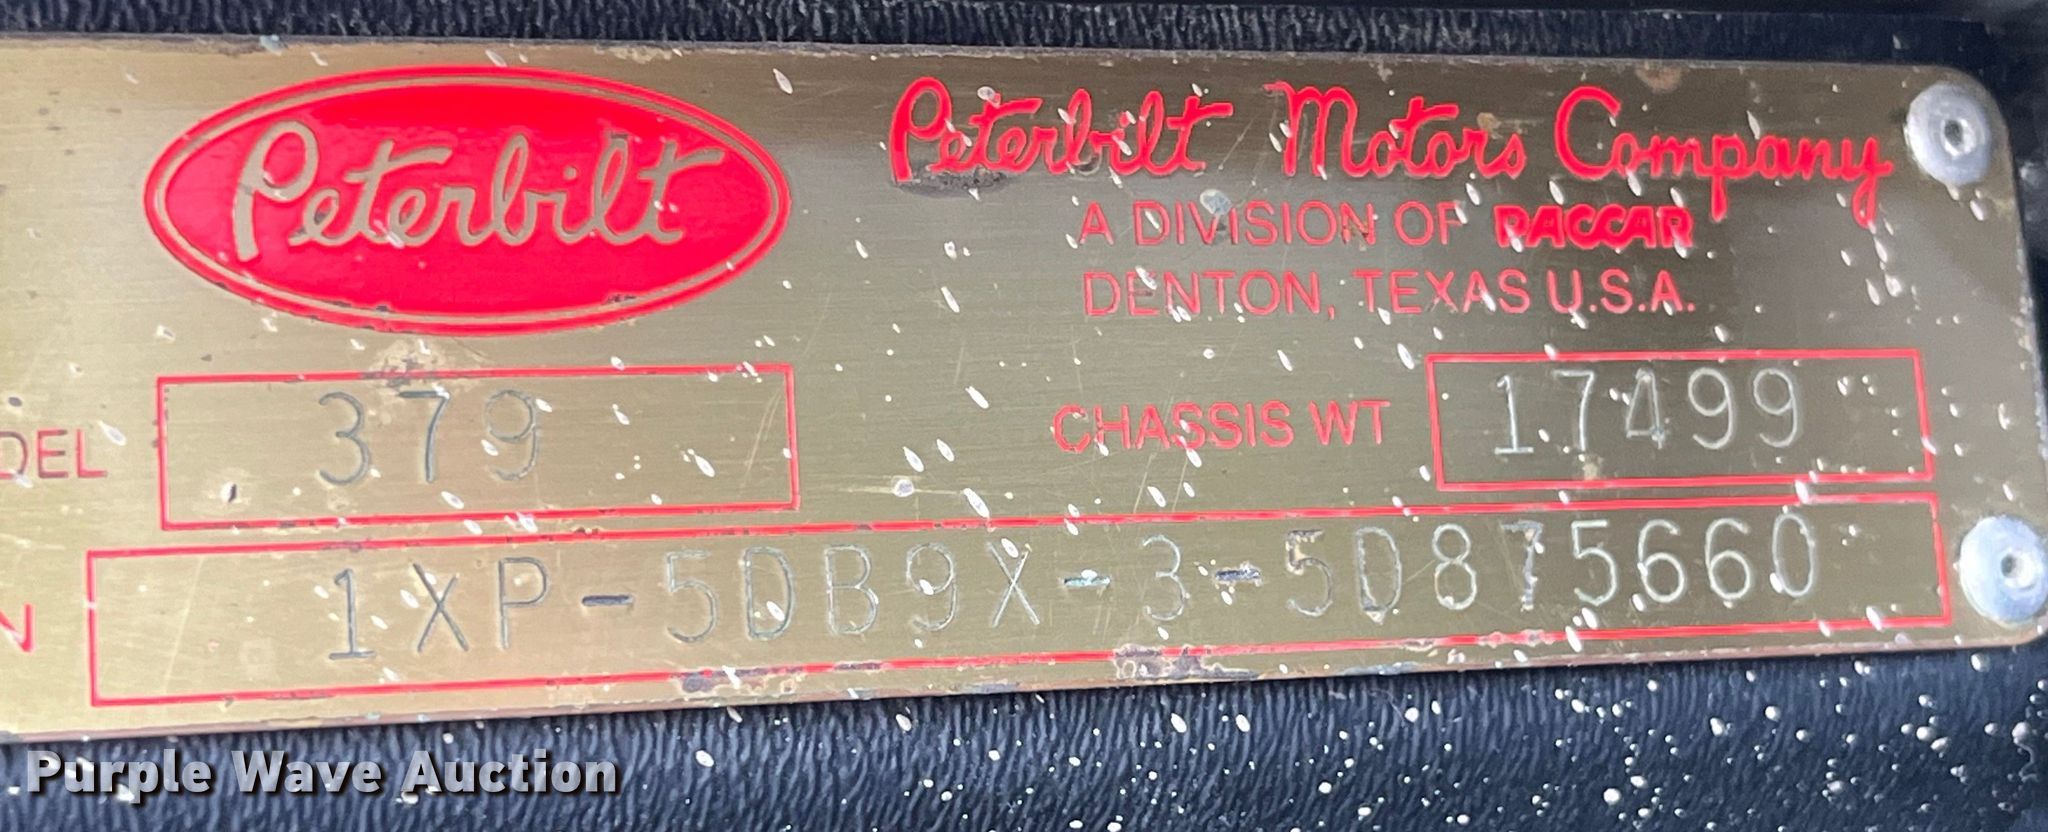 Peterbilt
Peterbilt Motors Company
A DIVISION OF PACCAR
DENTON, TEXAS U.S.A.
DEL 379
CHASSIS WT 17499
N 1XP-5DB9X-3-5D875660
Purple Wave Auction